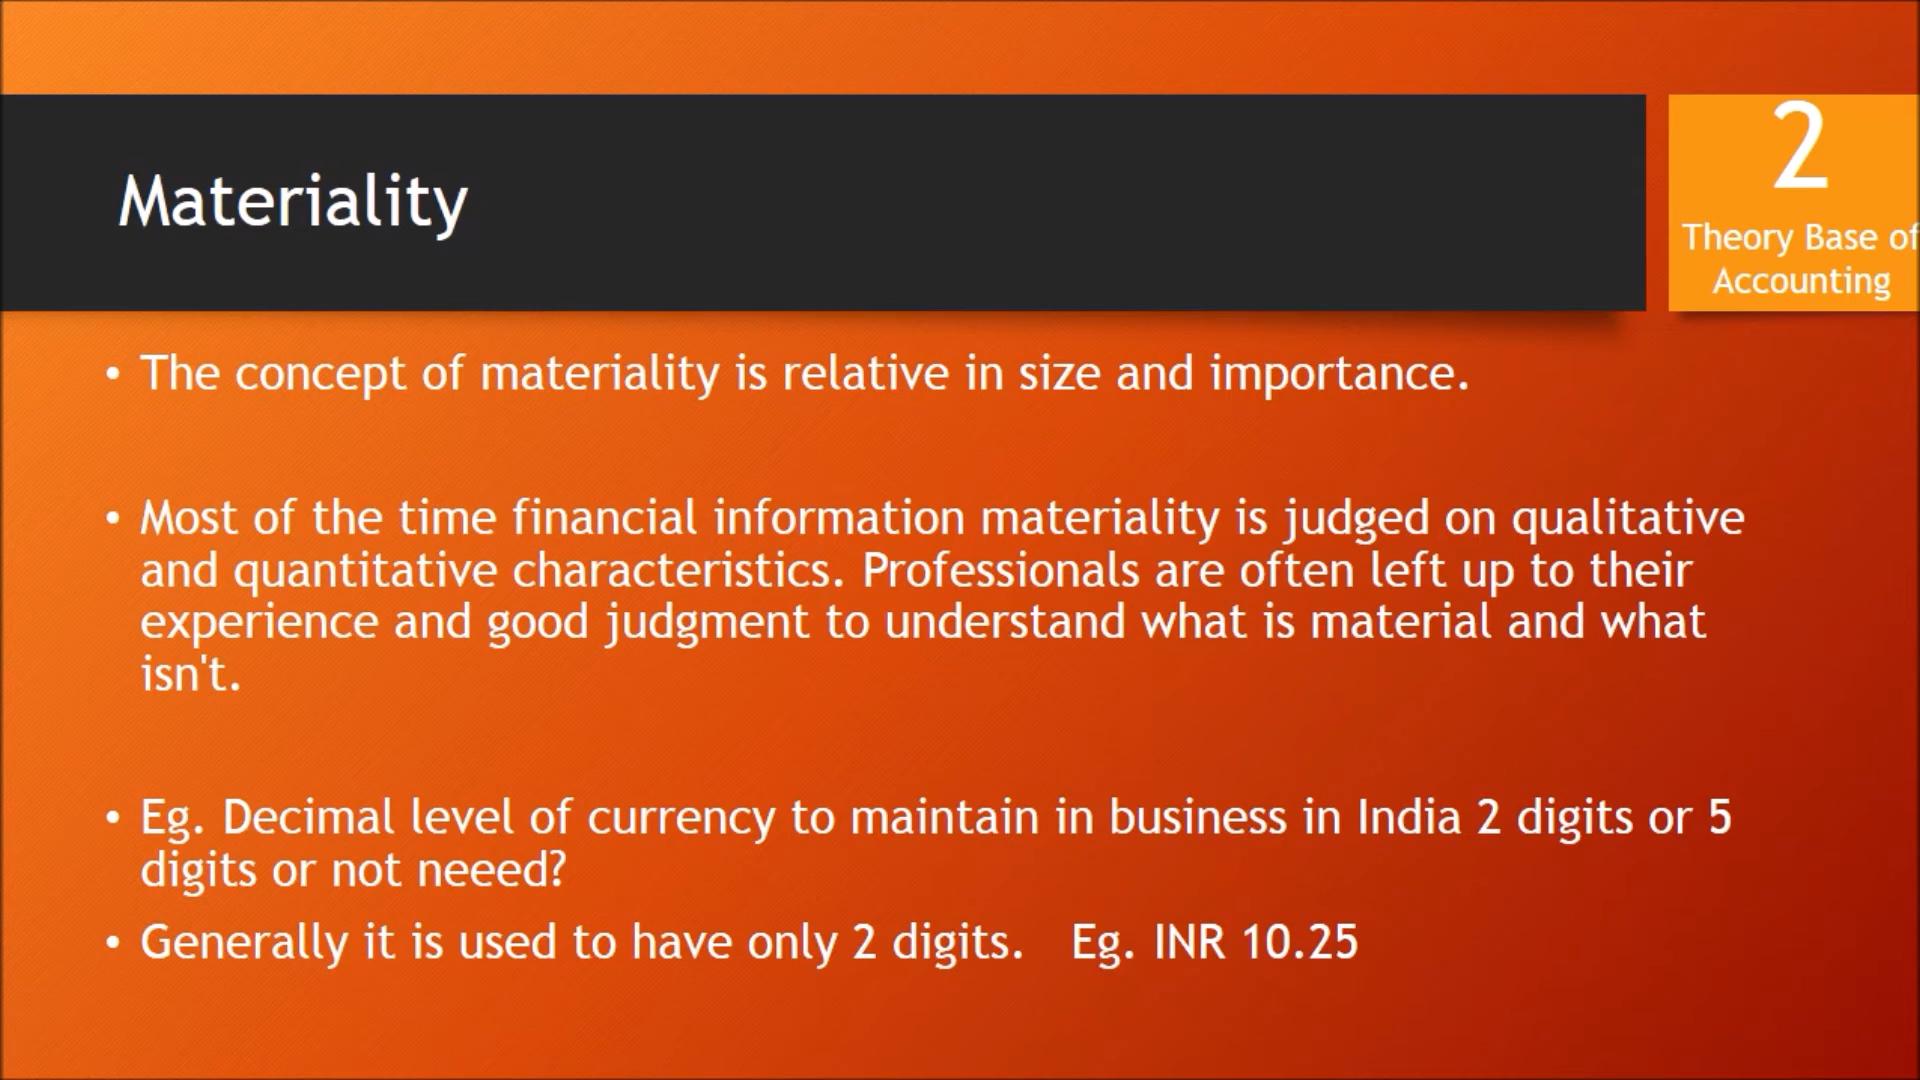 Materiality
2
Theory Base of
Accounting
• The concept of materiality is relative in size and importance.
• Most of the time financial information materiality is judged on qualitative
and quantitative characteristics. Professionals are often left up to their
experience and good judgment to understand what is material and what
isn't.
• Eg. Decimal level of currency to maintain in business in India 2 digits or 5
digits or not neeed?
• Generally it is used to have only 2 digits. Eg. INR 10.25